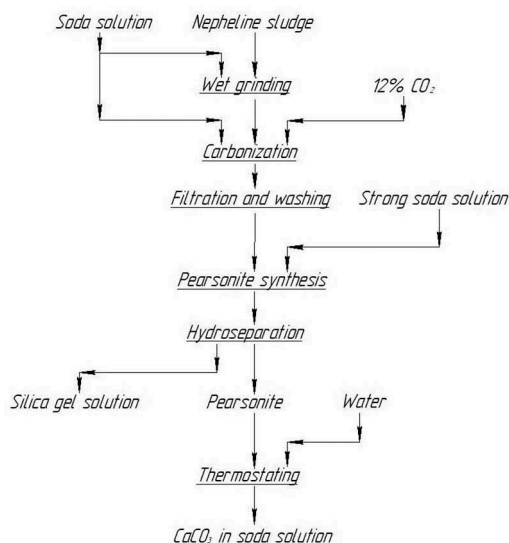 Soda solution
Nepheline sludge
Wet grinding
12% CO₂
Carbonization
Filtration and washing
Strong soda solution
Pearsonite synthesis
Hydroseparation
Silica gel solution
Pearsonite
Water
Thermostating
CaCO₃ in soda solution